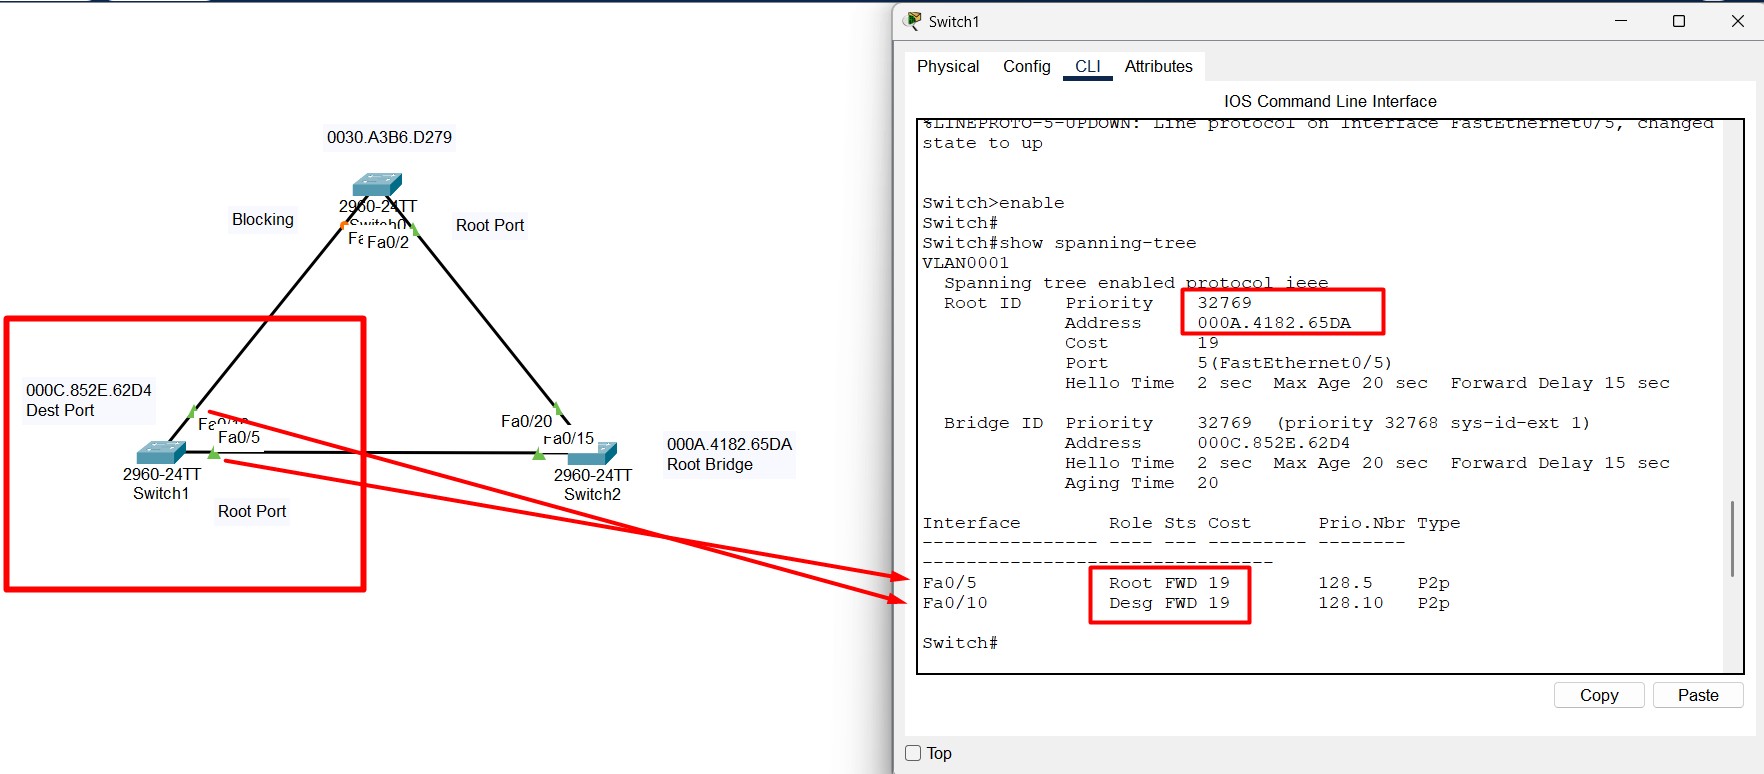 0030.A3B6.D279
2960-24TT
Switch0
Blocking
Root Port
Fa0/2
000C.852E.62D4
Dest Port
Fa0/10
Fa0/5
2960-24TT
Switch1
Root Port
Fa0/20
Fa0/15
2960-24TT
Switch2
000A.4182.65DA
Root Bridge
Switch1
Physical Config CLI Attributes
IOS Command Line Interface
%LINEPROTO-5-UPDOWN: Line protocol on Interface FastEthernet0/5, changed
state to up
Switch>enable
Switch#
Switch#show spanning-tree
VLAN0001
Spanning tree enabled protocol ieee
Root ID Priority 32769
Address 000A.4182.65DA
Cost 19
Port 5(FastEthernet0/5)
Hello Time 2 sec Max Age 20 sec Forward Delay 15 sec
Bridge ID Priority 32769 (priority 32768 sys-id-ext 1)
Address 000C.852E.62D4
Hello Time 2 sec Max Age 20 sec Forward Delay 15 sec
Aging Time 20
Interface Role Sts Cost Prio.Nbr Type
---------------- ---- --- --------- --------
--------------------------------
Fa0/5 Root FWD 19 128.5 P2p
Fa0/10 Desg FWD 19 128.10 P2p
Switch#
Copy Paste
Top